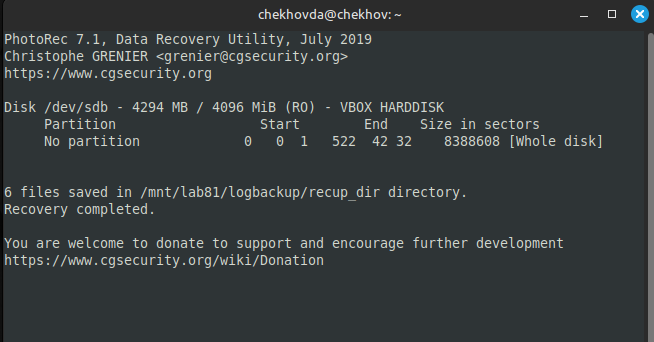 chekhovda@chekhov: ~
PhotoRec 7.1, Data Recovery Utility, July 2019
Christophe GRENIER <grenier@cgsecurity.org>
https://www.cgsecurity.org
Disk /dev/sdb - 4294 MB / 4096 MiB (RO) - VBOX HARDDISK
Partition Start End Size in sectors
No partition 0 0 1 522 42 32 8388608 [Whole disk]
6 files saved in /mnt/lab81/logbackup/recup_dir directory.
Recovery completed.
You are welcome to donate to support and encourage further development
https://www.cgsecurity.org/wiki/Donation